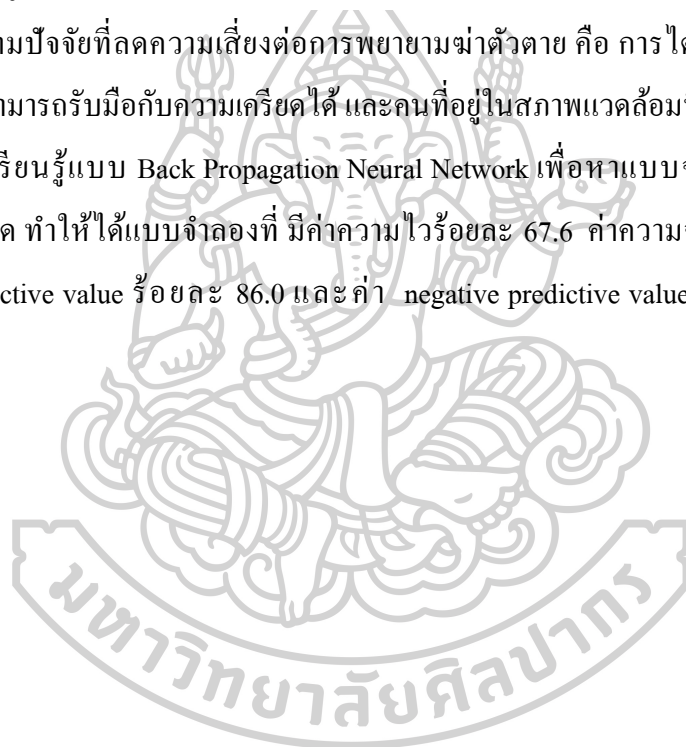 ามปัจจัยที่ลดความเสี่ยงต่อการพยายามฆ่าตัวตาย คือ การได้
ามารถรับมือกับความเครียดได้ และคนที่อยู่ในสภาพแวดล้อม
รียนรู้แบบ Back Propagation Neural Network เพื่อหาแบบจ
ด ทำให้ได้แบบจำลองที่ มีค่าความไวร้อยละ 67.6 ค่าความจ
ctive value ร้อยละ 86.0 และค่า negative predictive value
มหาวิทยาลัยศิลปากร